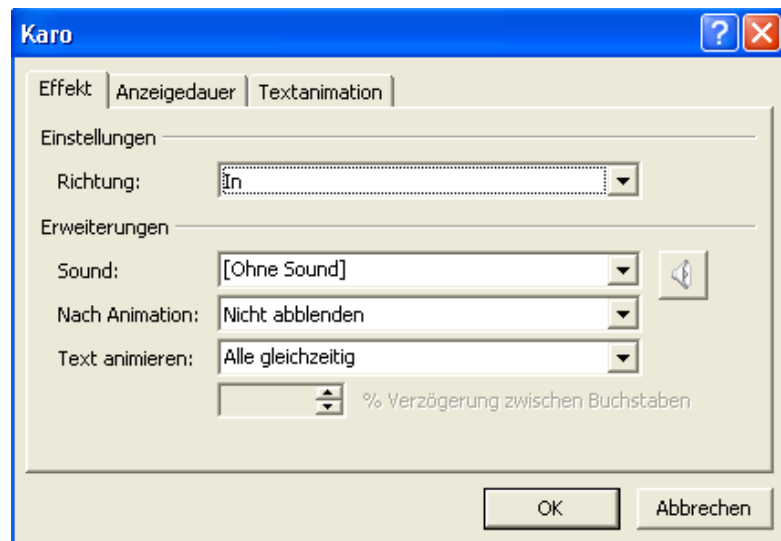 Karo
Effekt Anzeigedauer Textanimation
Einstellungen
Richtung: In
Erweiterungen
Sound: [Ohne Sound]
Nach Animation: Nicht abblenden
Text animieren: Alle gleichzeitig
% Verzögerung zwischen Buchstaben
OK Abbrechen